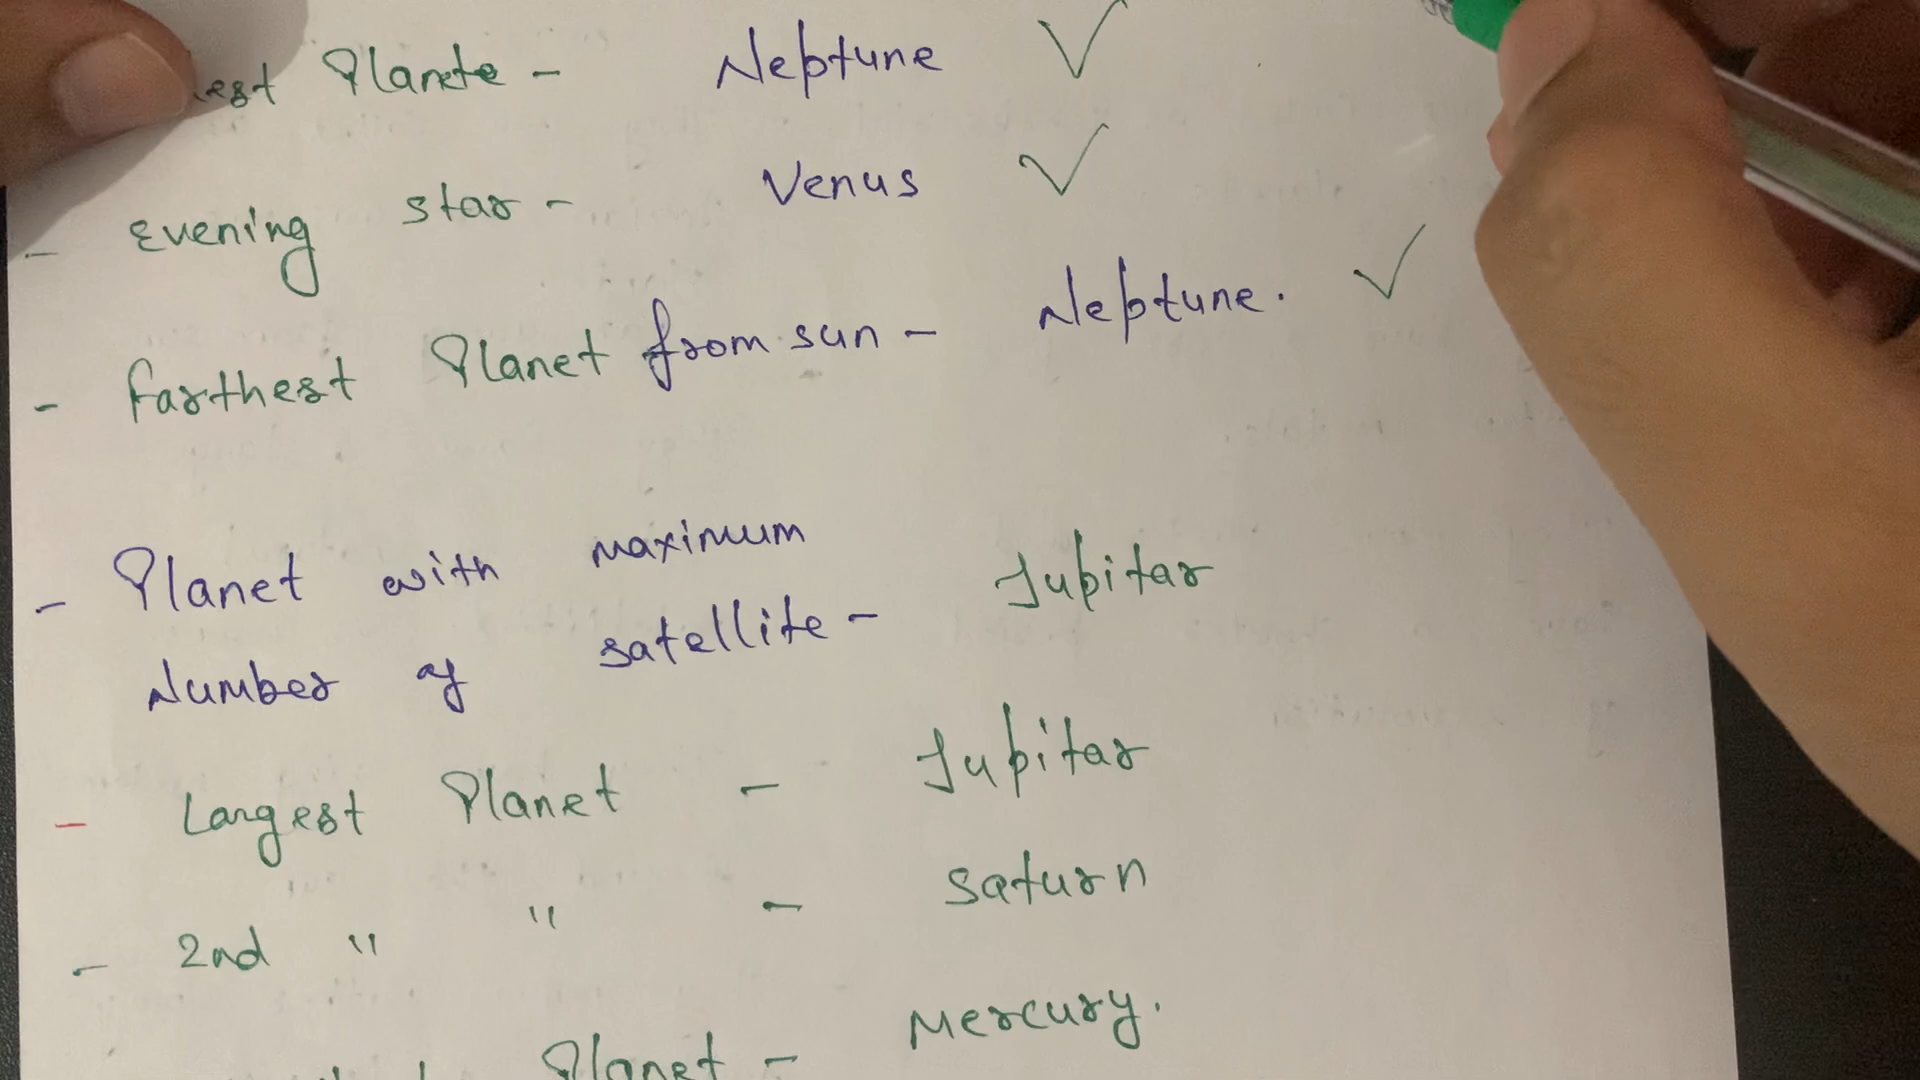 Planete - Neptune ✓
- Evening star - Venus ✓
- farthest Planet from sun - Neptune. ✓
- Planet with maximum
Number of satellite - Jupitar
- Largest Planet - Jupitar
- 2nd " " - Saturn
Planet - Mercury.